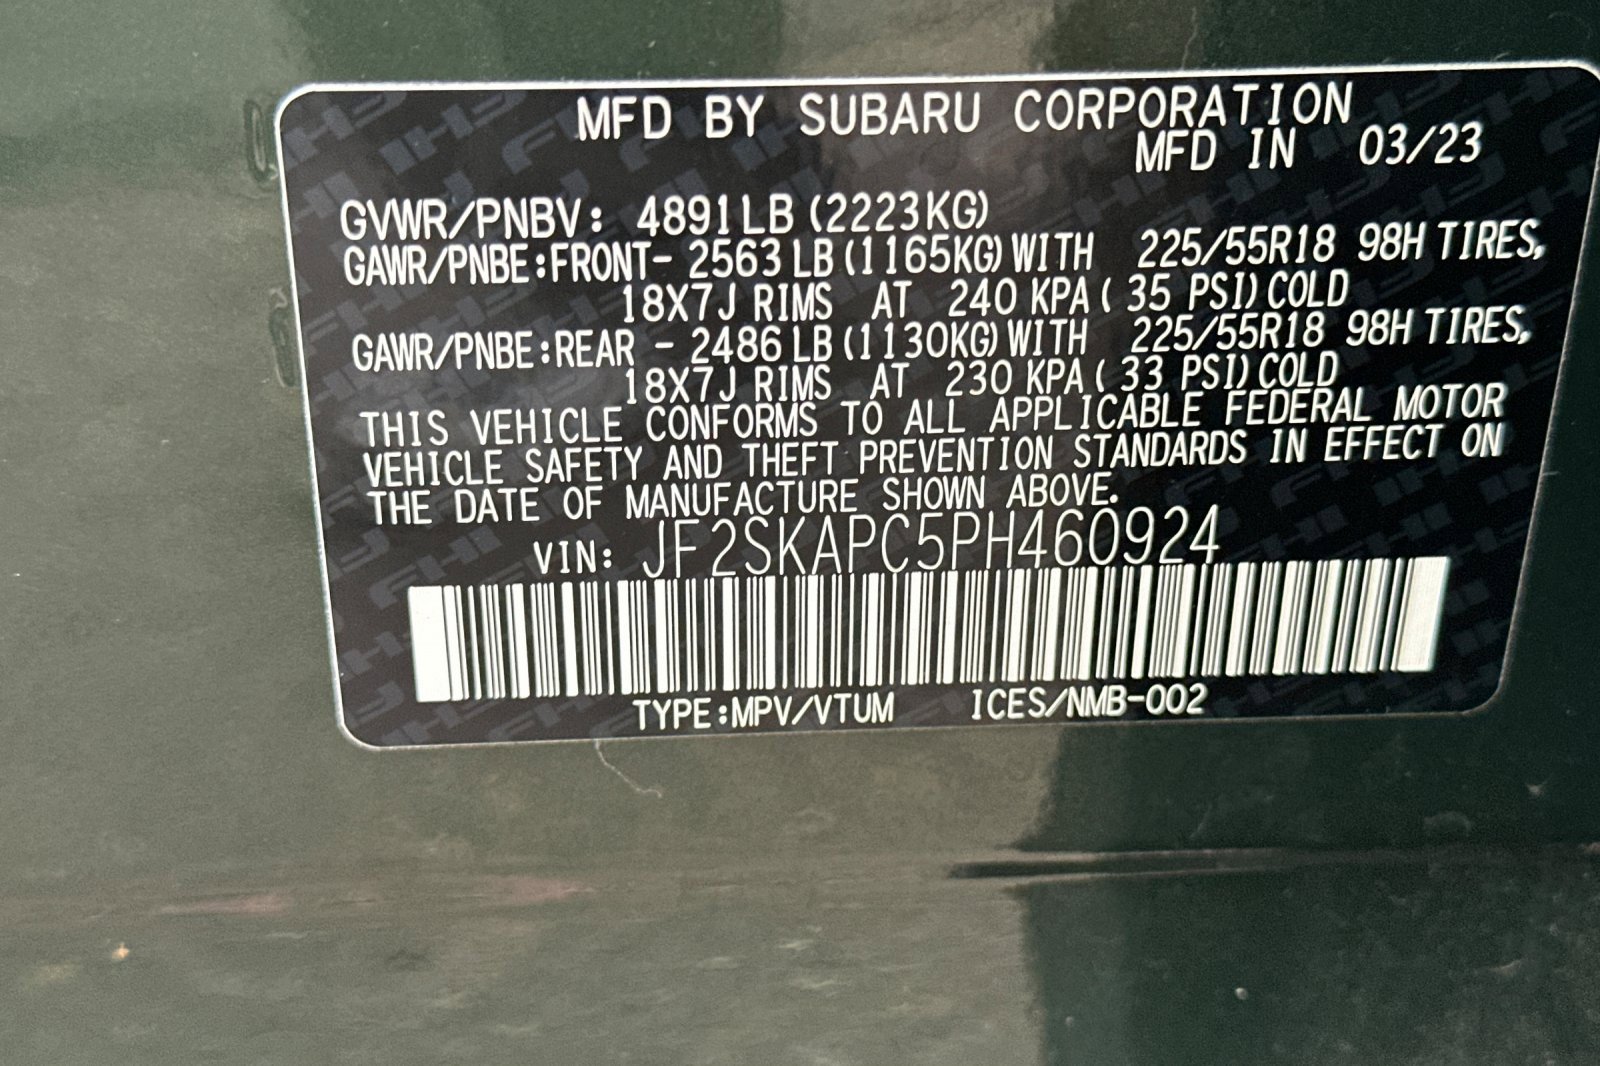 MFD BY SUBARU CORPORATION
MFD IN 03/23
GVWR/PNBV: 4891LB (2223KG)
GAWR/PNBE:FRONT- 2563 LB (1165KG) WITH 225/55R18 98H TIRES,
18X7J RIMS AT 240 KPA ( 35 PSI) COLD
GAWR/PNBE:REAR - 2486 LB (1130KG) WITH 225/55R18 98H TIRES,
18X7J RIMS AT 230 KPA ( 33 PSI) COLD
THIS VEHICLE CONFORMS TO ALL APPLICABLE FEDERAL MOTOR
VEHICLE SAFETY AND THEFT PREVENTION STANDARDS IN EFFECT ON
THE DATE OF MANUFACTURE SHOWN ABOVE.
VIN: JF2SKAPC5PH460924
TYPE:MPV/VTUM ICES/NMB-002